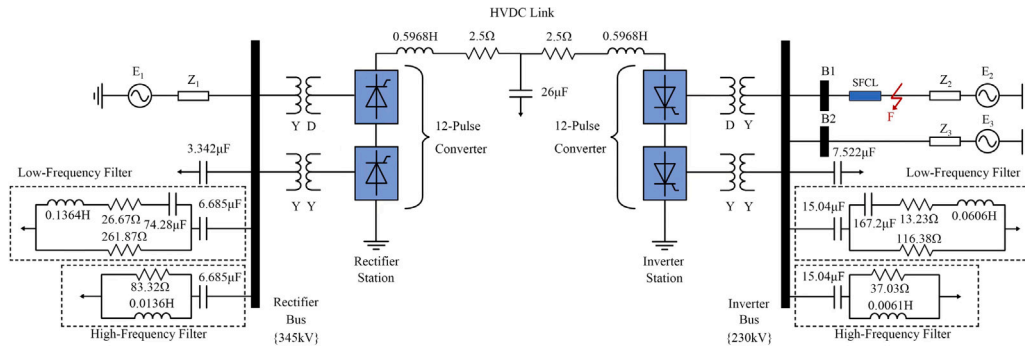 HVDC Link
0.5968H
2.5Ω
2.5Ω
0.5968H
26μF
E1
Z1
Y D
Y Y
12-Pulse
Converter
12-Pulse
Converter
D Y
Y Y
B1
SFCL
F
Z2
E2
B2
Z3
E3
3.342μF
7.522μF
Low-Frequency Filter
0.1364H
26.67Ω
74.28μF
261.87Ω
6.685μF
83.32Ω
0.0136H
6.685μF
High-Frequency Filter
Rectifier
Bus
{345kV}
Rectifier
Station
Inverter
Station
Inverter
Bus
{230kV}
Low-Frequency Filter
15.04μF
167.2μF
13.23Ω
0.0606H
116.38Ω
15.04μF
37.03Ω
0.0061H
High-Frequency Filter